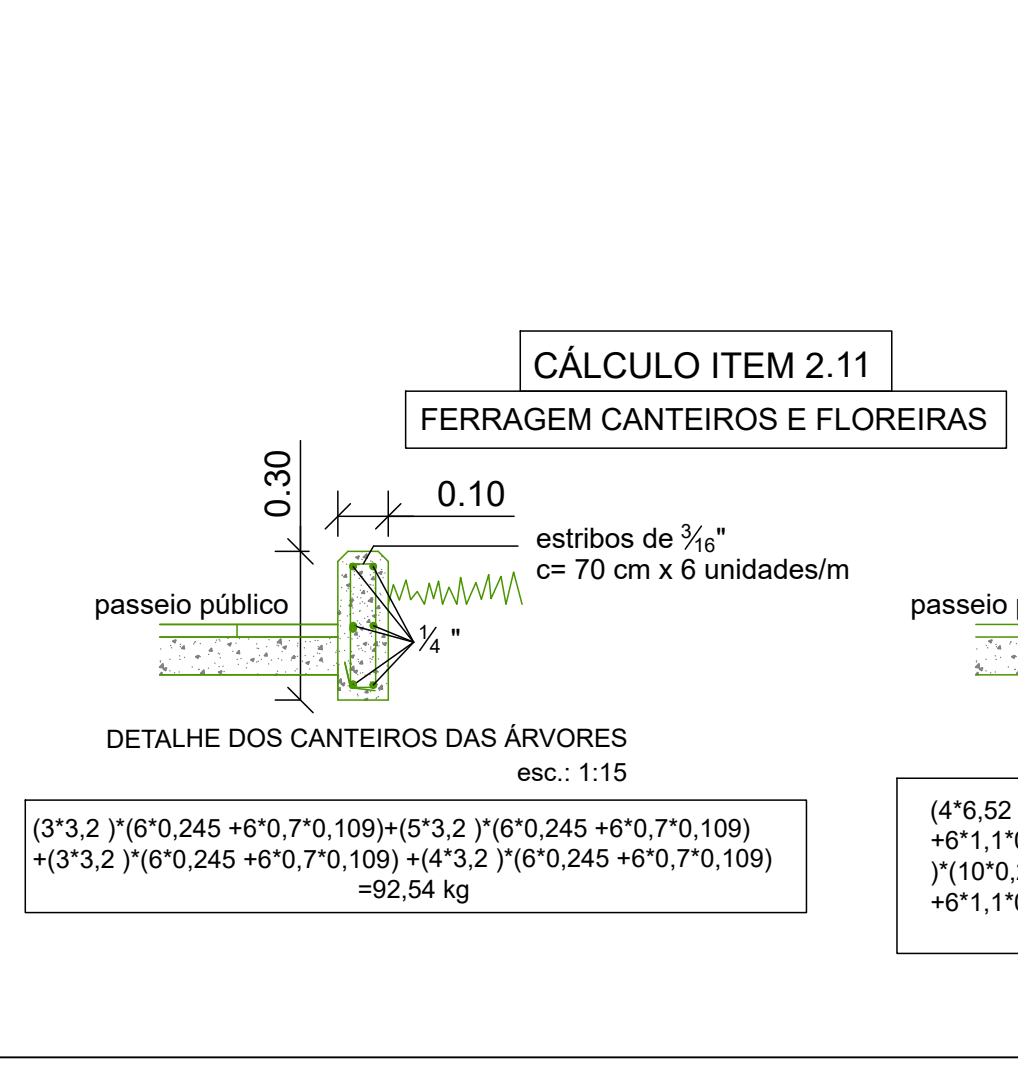 CÁLCULO ITEM 2.11
FERRAGEM CANTEIROS E FLOREIRAS
0.30
0.10
estribos de 3⁄16"
c= 70 cm x 6 unidades/m
passeio público
1⁄4 "
DETALHE DOS CANTEIROS DAS ÁRVORES
esc.: 1:15
(3*3,2 )*(6*0,245 +6*0,7*0,109)+(5*3,2 )*(6*0,245 +6*0,7*0,109)
+(3*3,2 )*(6*0,245 +6*0,7*0,109) +(4*3,2 )*(6*0,245 +6*0,7*0,109)
=92,54 kg
passeio
(4*6,52
+6*1,1*
)*(10*0,
+6*1,1*